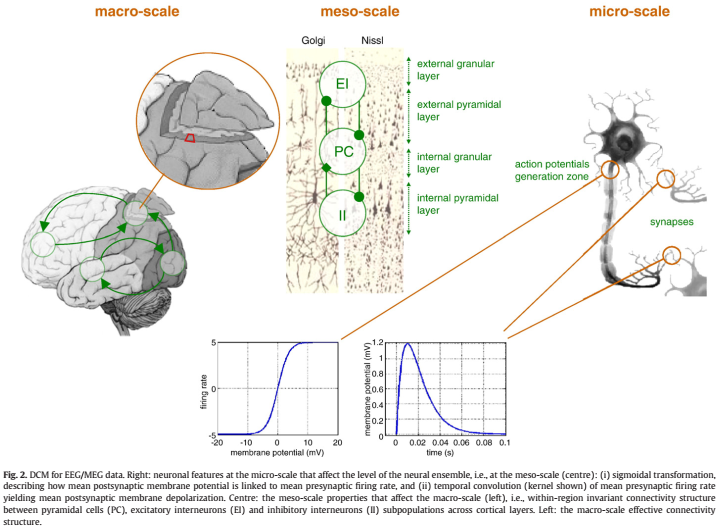 macro-scale
meso-scale
micro-scale
Golgi
Nissl
EI
PC
II
external granular
layer
external pyramidal
layer
internal granular
layer
internal pyramidal
layer
action potentials
generation zone
synapses
firing rate
5
0
-5
-20
-10
0
10
20
membrane potential (mV)
membrane potential (mV)
1.2
1
0.8
0.6
0.4
0.2
0
0
0.02
0.04
0.06
0.08
0.1
time (s)
Fig. 2. DCM for EEG/MEG data. Right: neuronal features at the micro-scale that affect the level of the neural ensemble, i.e., at the meso-scale (centre): (i) sigmoidal transformation,
describing how mean postsynaptic membrane potential is linked to mean presynaptic firing rate, and (ii) temporal convolution (kernel shown) of mean presynaptic firing rate
yielding mean postsynaptic membrane depolarization. Centre: the meso-scale properties that affect the macro-scale (left), i.e., within-region invariant connectivity structure
between pyramidal cells (PC), excitatory interneurons (EI) and inhibitory interneurons (II) subpopulations across cortical layers. Left: the macro-scale effective connectivity
structure.